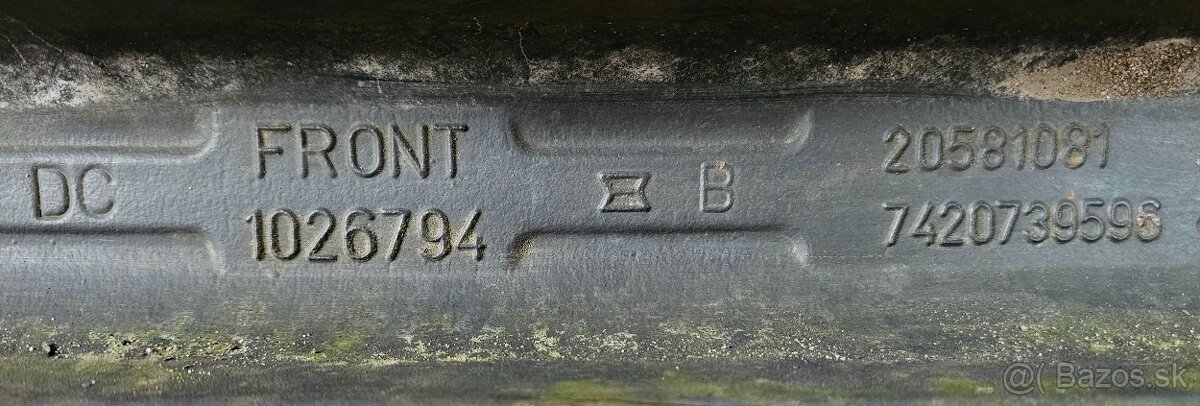 DC
FRONT
1026794
B
20581081
7420739596
@( Bazos.sk